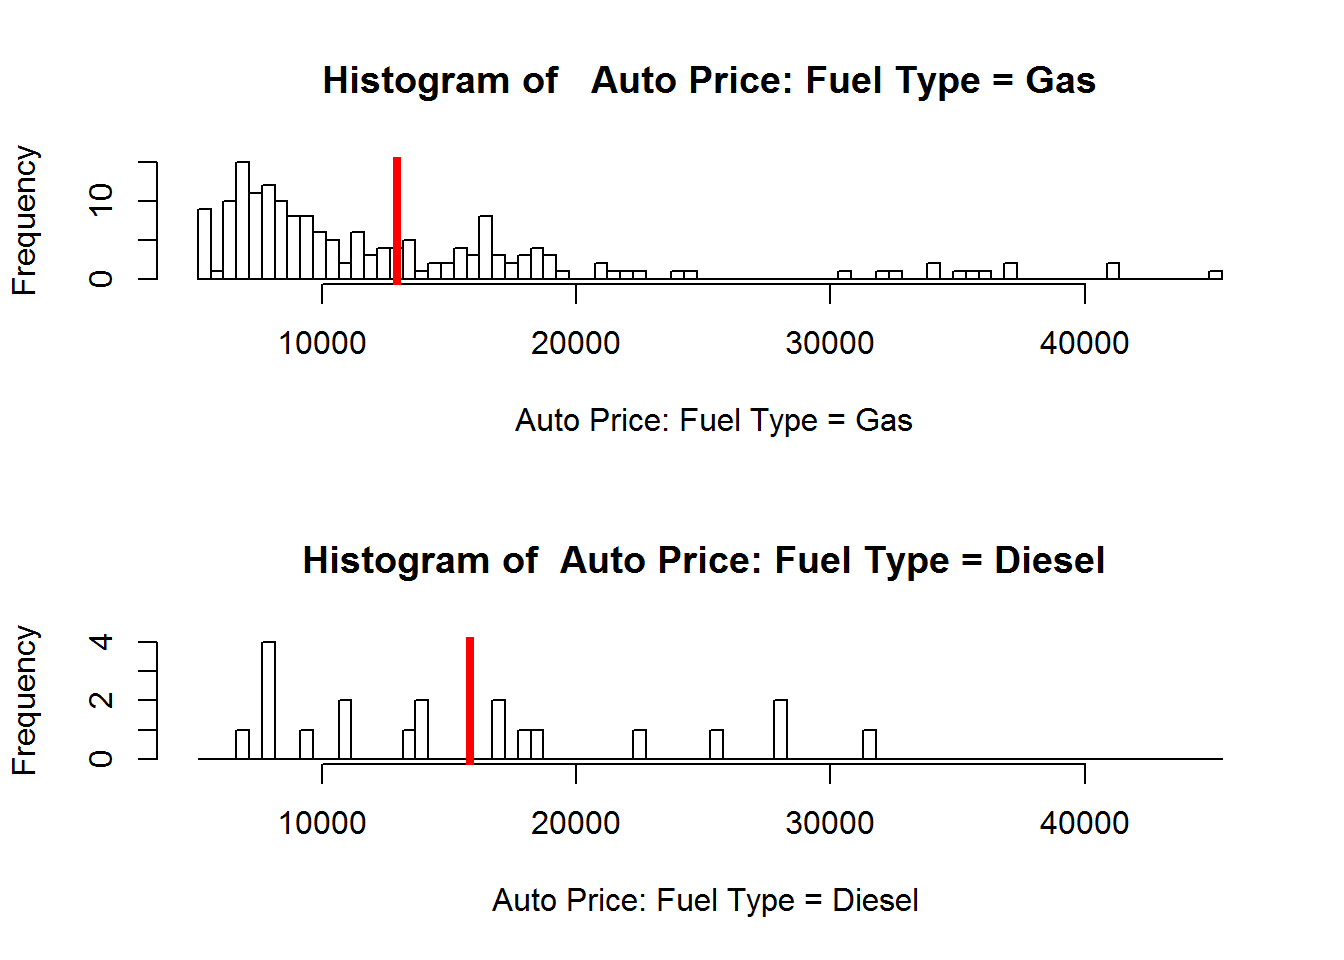 Histogram of   Auto Price: Fuel Type = Gas
Frequency
10
0
10000 20000 30000 40000
Auto Price: Fuel Type = Gas
Histogram of  Auto Price: Fuel Type = Diesel
Frequency
4
2
0
10000 20000 30000 40000
Auto Price: Fuel Type = Diesel